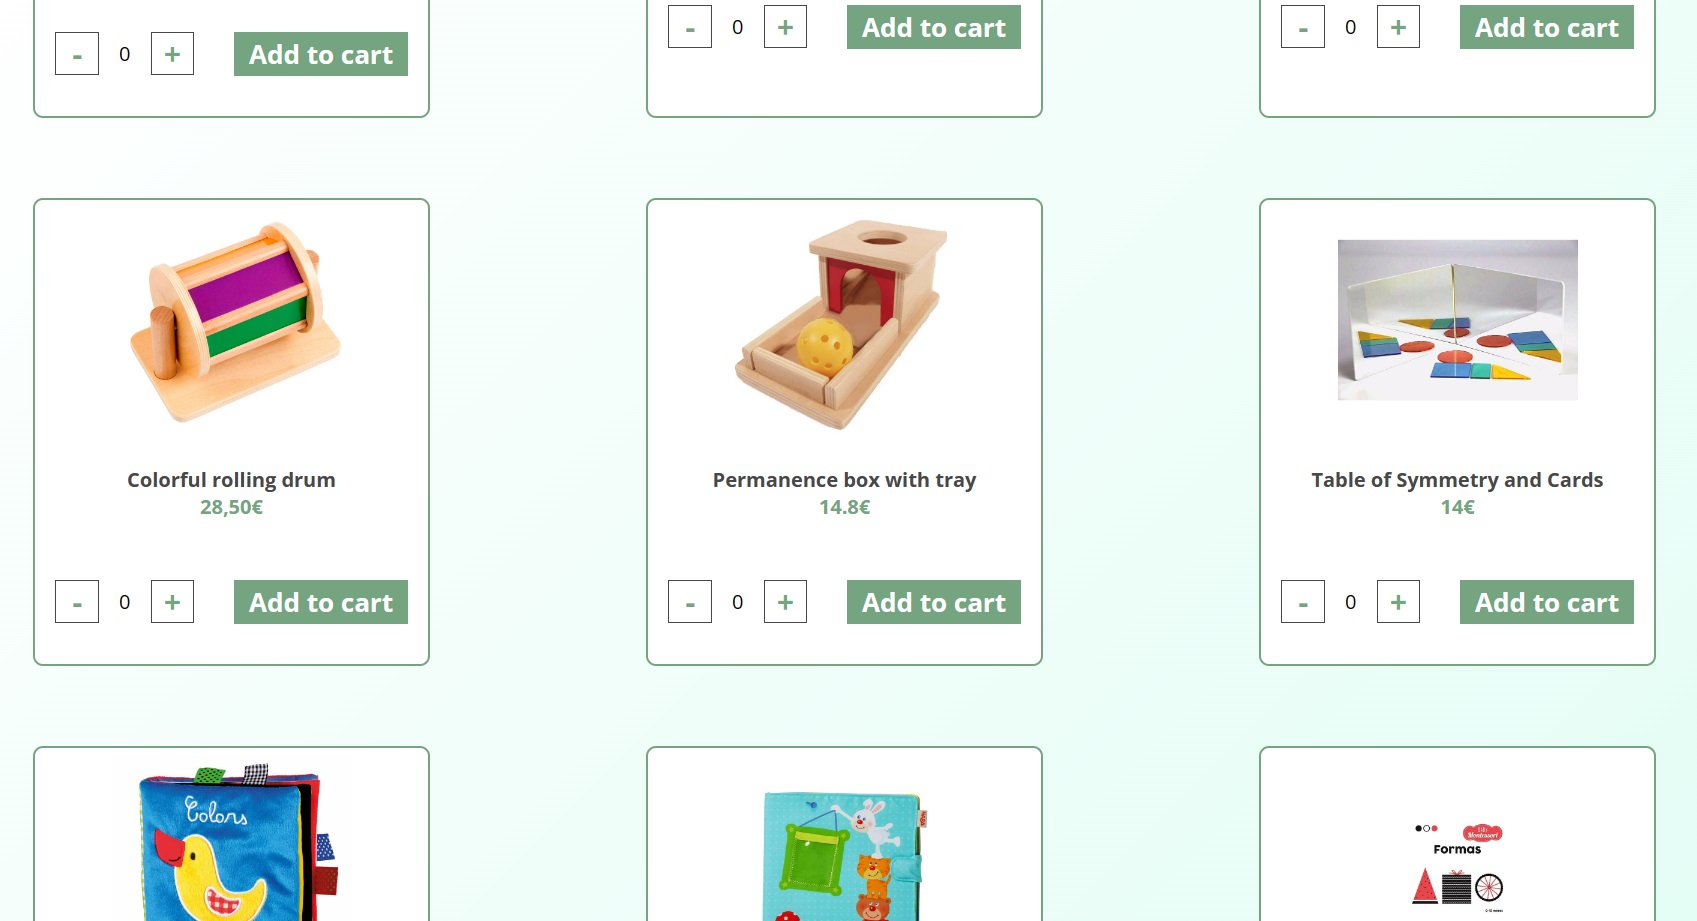 - 0 + Add to cart
- 0 + Add to cart
- 0 + Add to cart
Colorful rolling drum
28,50€
- 0 + Add to cart
Permanence box with tray
14.8€
- 0 + Add to cart
Table of Symmetry and Cards
14€
- 0 + Add to cart
Colors
Baby
Montessori
Formas